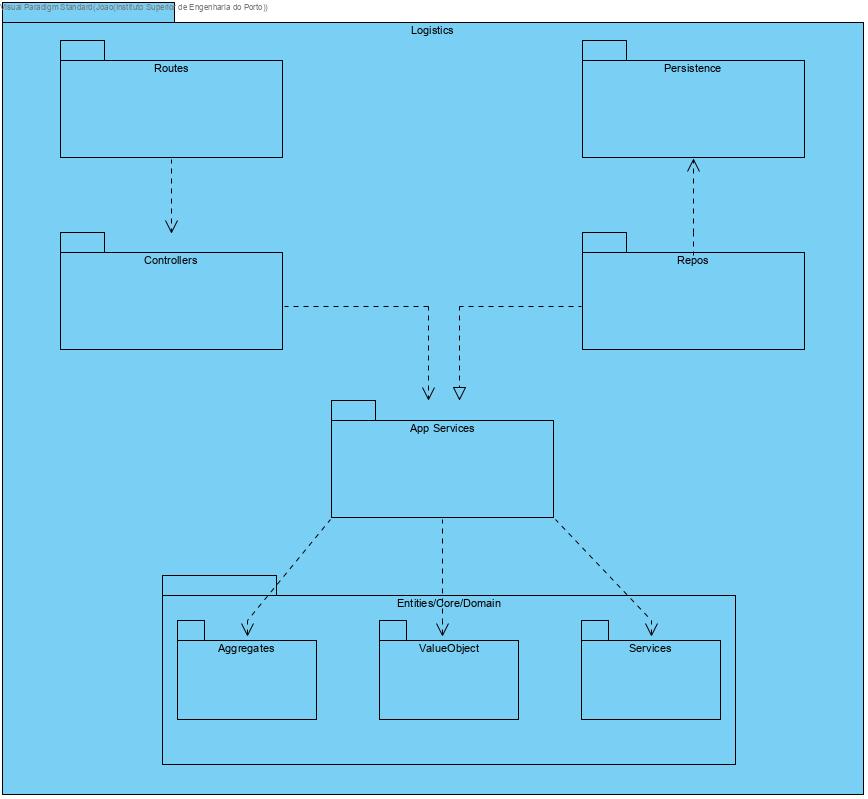 Visual Paradigm Standard(Joao(Instituto Superior de Engenharia do Porto))
Logistics
Routes
Persistence
Controllers
Repos
App Services
Entities/Core/Domain
Aggregates
ValueObject
Services